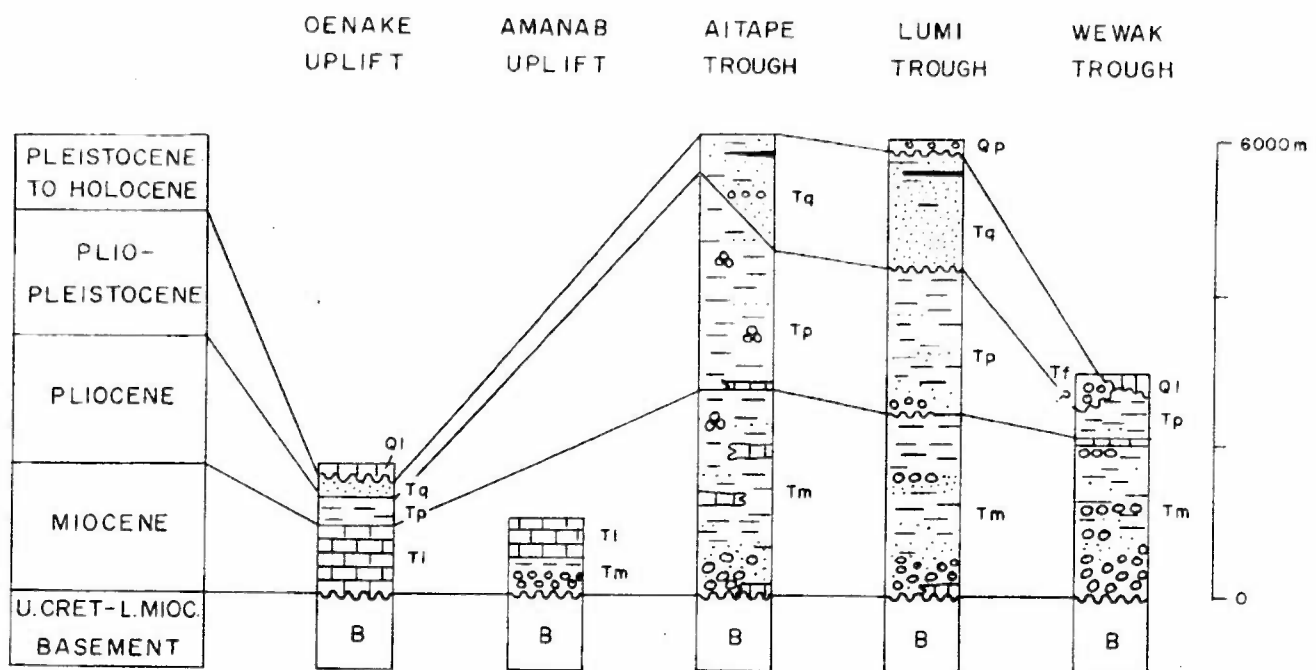 OENAKE
UPLIFT
AMANAB
UPLIFT
AITAPE
TROUGH
LUMI
TROUGH
WEWAK
TROUGH
PLEISTOCENE
TO HOLOCENE
PLIO-
PLEISTOCENE
PLIOCENE
MIOCENE
U.CRET-L.MIOC.
BASEMENT
Ql
Tq
Tp
Tl
B
Tl
Tm
B
Tq
Tp
Tm
B
Qp
Tq
Tp
Tm
B
Tf
?
Ql
Tp
Tm
B
6000m
0